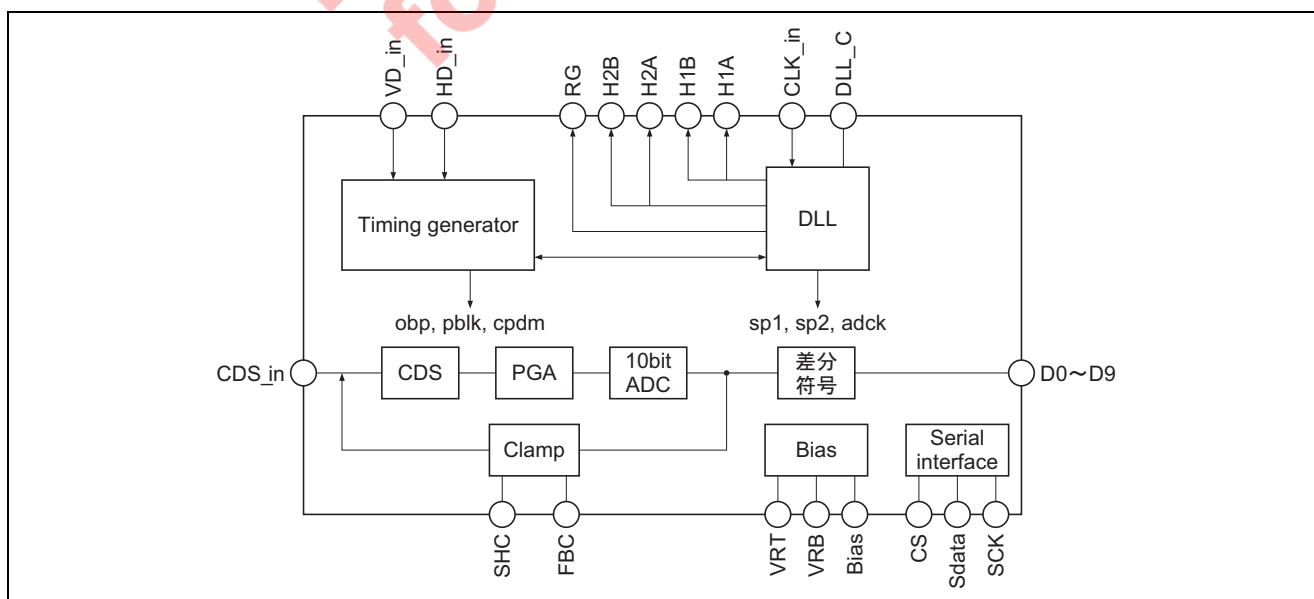 fo
VD_in
HD_in
RG
H2B
H2A
H1B
H1A
CLK_in
DLL_C
Timing generator
DLL
obp, pblk, cpdm
sp1, sp2, adck
CDS_in
CDS
PGA
10bit
ADC
差分
符号
D0～D9
Clamp
Bias
Serial
interface
SHC
FBC
VRT
VRB
Bias
CS
Sdata
SCK